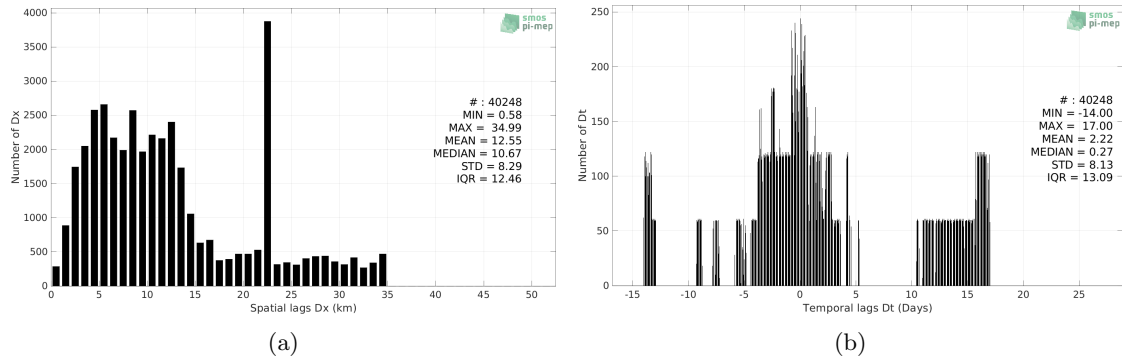 4000
3500
3000
2500
2000
1500
1000
500
0
Number of Dx
0 5 10 15 20 25 30 35 40 45 50
Spatial lags Dx (km)
smos
pi-mep
# : 40248
MIN = 0.58
MAX = 34.99
MEAN = 12.55
MEDIAN = 10.67
STD = 8.29
IQR = 12.46
(a)
250
200
150
100
50
0
Number of Dt
-15 -10 -5 0 5 10 15 20 25
Temporal lags Dt (Days)
smos
pi-mep
# : 40248
MIN = -14.00
MAX = 17.00
MEAN = 2.22
MEDIAN = 0.27
STD = 8.13
IQR = 13.09
(b)